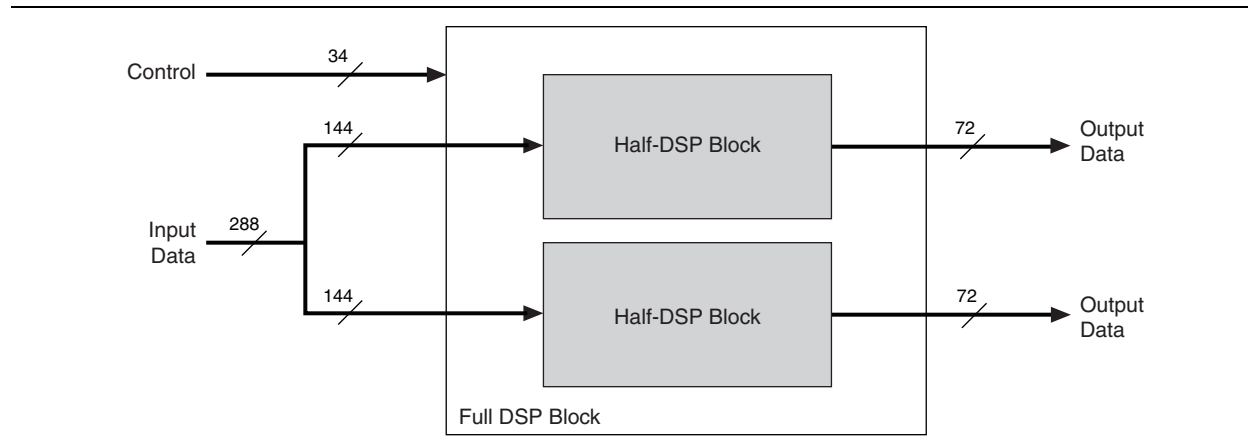 Control
34
144
Half-DSP Block
72
Output
Data
Input
Data
288
144
Half-DSP Block
72
Output
Data
Full DSP Block